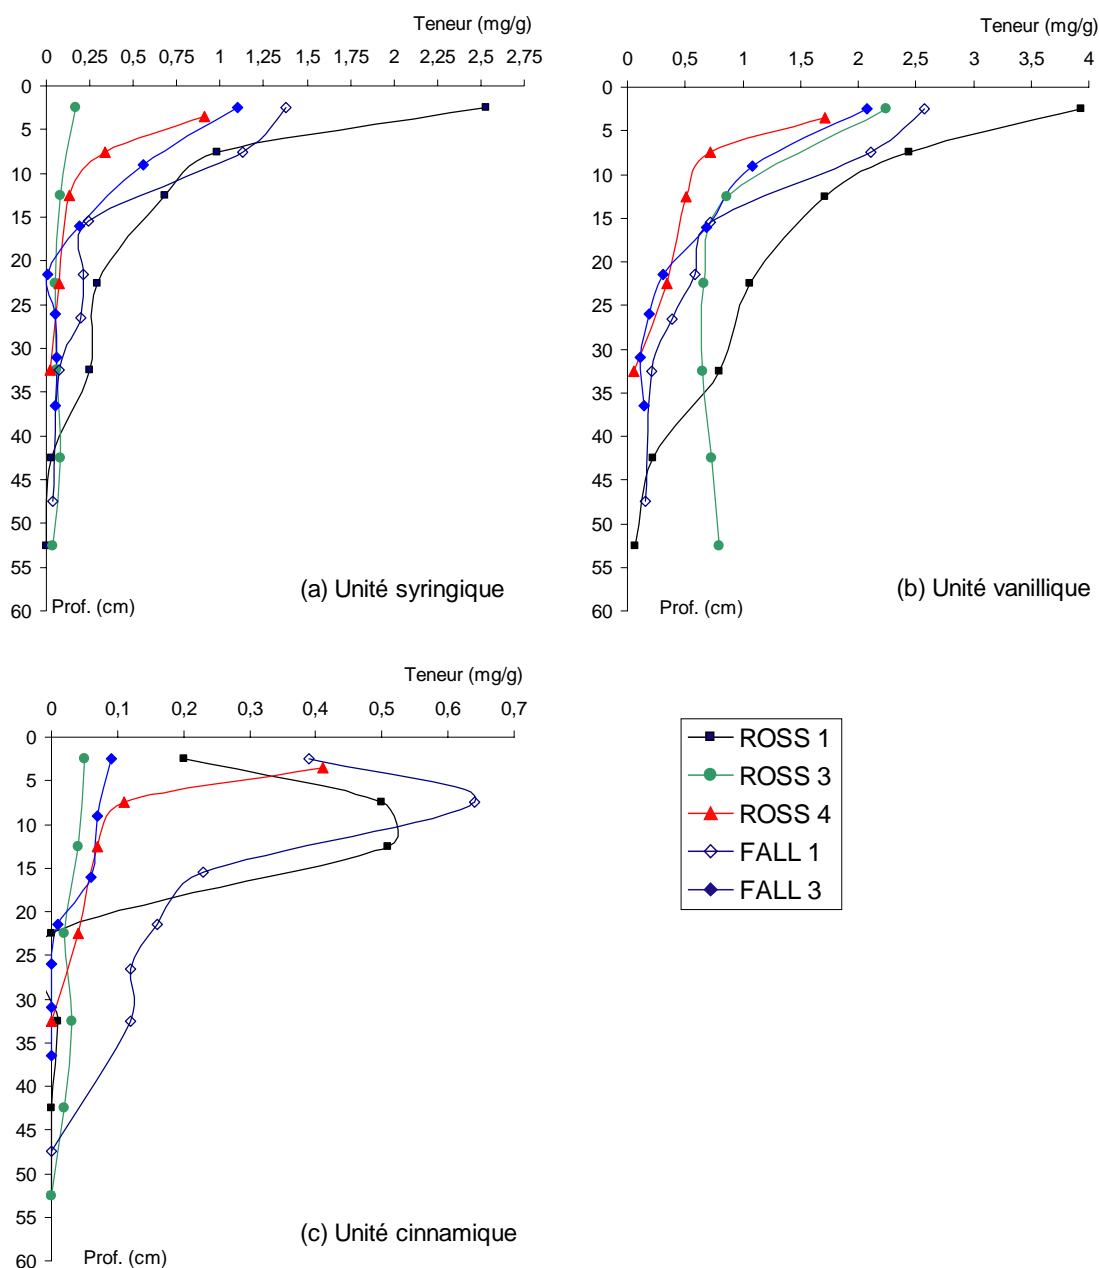 Teneur (mg/g)
0 0,25 0,5 0,75 1 1,25 1,5 1,75 2 2,25 2,5 2,75
0
5
10
15
20
25
30
35
40
45
50
55
60
Prof. (cm)
(a) Unité syringique
Teneur (mg/g)
0 0,5 1 1,5 2 2,5 3 3,5 4
0
5
10
15
20
25
30
35
40
45
50
55
60
Prof. (cm)
(b) Unité vanillique
Teneur (mg/g)
0 0,1 0,2 0,3 0,4 0,5 0,6 0,7
0
5
10
15
20
25
30
35
40
45
50
55
60
Prof. (cm)
(c) Unité cinnamique
ROSS 1
ROSS 3
ROSS 4
FALL 1
FALL 3